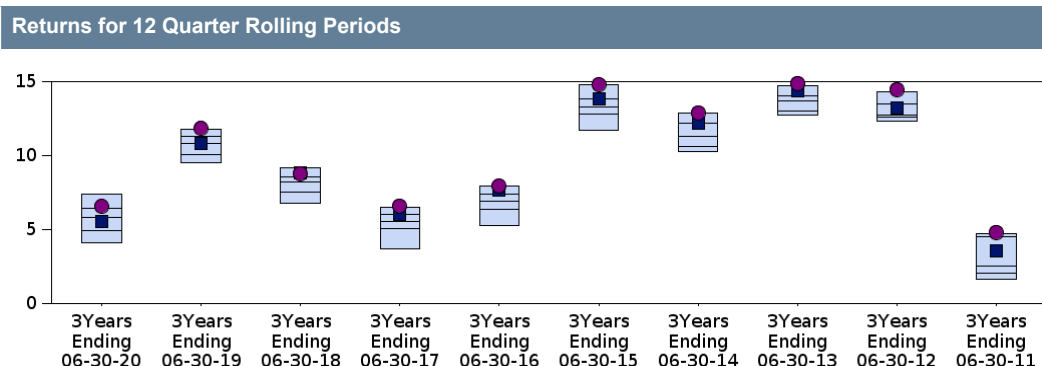 Returns for 12 Quarter Rolling Periods
15
10
5
0
3Years 3Years 3Years 3Years 3Years 3Years 3Years 3Years 3Years 3Years
Ending Ending Ending Ending Ending Ending Ending Ending Ending Ending
06-30-20 06-30-19 06-30-18 06-30-17 06-30-16 06-30-15 06-30-14 06-30-13 06-30-12 06-30-11